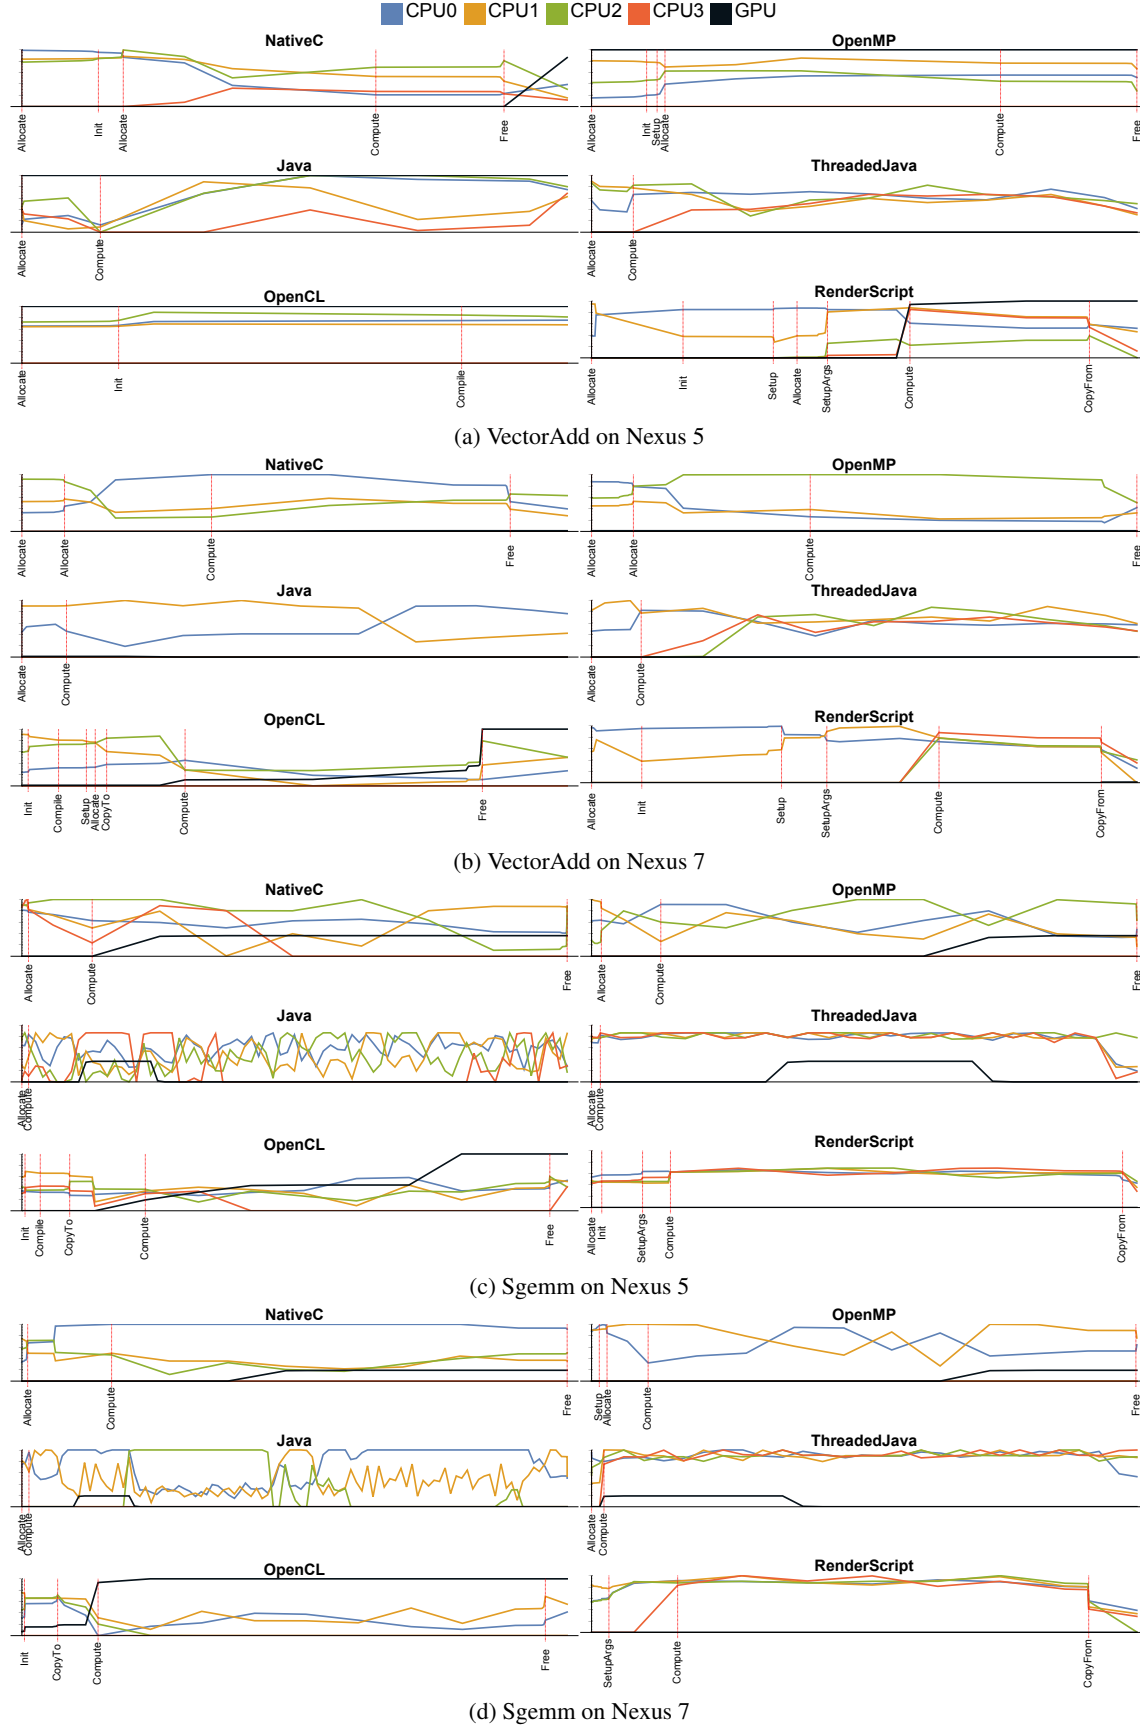 CPU0 CPU1 CPU2 CPU3 GPU
NativeC
Allocate
Init
Allocate
Compute
Free
OpenMP
Allocate
Init
Setup
Allocate
Compute
Free
Java
Allocate
Compute
ThreadedJava
Allocate
Compute
OpenCL
Allocate
Init
Compile
RenderScript
Allocate
Init
Setup
Allocate
SetupArgs
Compute
CopyFrom
(a) VectorAdd on Nexus 5
NativeC
Allocate
Allocate
Compute
Free
OpenMP
Allocate
Allocate
Compute
Free
Java
Allocate
Compute
ThreadedJava
Allocate
Compute
OpenCL
Init
Compile
Setup
Allocate
CopyTo
Compute
Free
RenderScript
Allocate
Init
Setup
SetupArgs
Compute
CopyFrom
(b) VectorAdd on Nexus 7
NativeC
Allocate
Compute
Free
OpenMP
Allocate
Compute
Free
Java
Allocate
Compute
ThreadedJava
Allocate
Compute
OpenCL
Init
Compile
CopyTo
Compute
Free
RenderScript
Allocate
Init
SetupArgs
Compute
CopyFrom
(c) Sgemm on Nexus 5
NativeC
Allocate
Compute
Free
OpenMP
Setup
Allocate
Compute
Free
Java
Allocate
Compute
ThreadedJava
Allocate
Compute
OpenCL
Init
CopyTo
Compute
Free
RenderScript
SetupArgs
Compute
CopyFrom
(d) Sgemm on Nexus 7